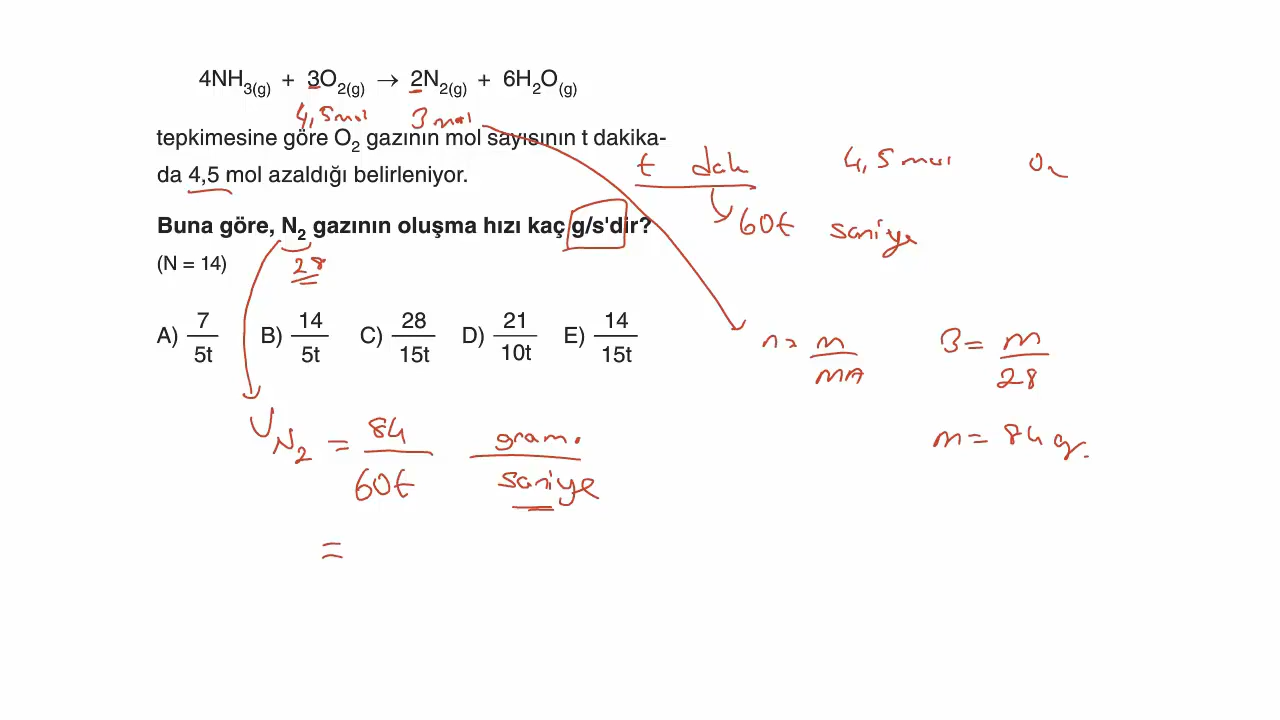 4NH3(g) + 3O2(g) → 2N2(g) + 6H2O(g)
4,5 mol 3 mol
tepkimesine göre O2 gazının mol sayısının t dakika-
da 4,5 mol azaldığı belirleniyor.
t dak 4,5 mol O2
60t saniye
Buna göre, N2 gazının oluşma hızı kaç g/s'dir?
(N = 14) 28
A) 7/5t B) 14/5t C) 28/15t D) 21/10t E) 14/15t
n = m/MA 3 = m/28
m = 84 gr.
VN2 = 84/60t gram/saniye
=